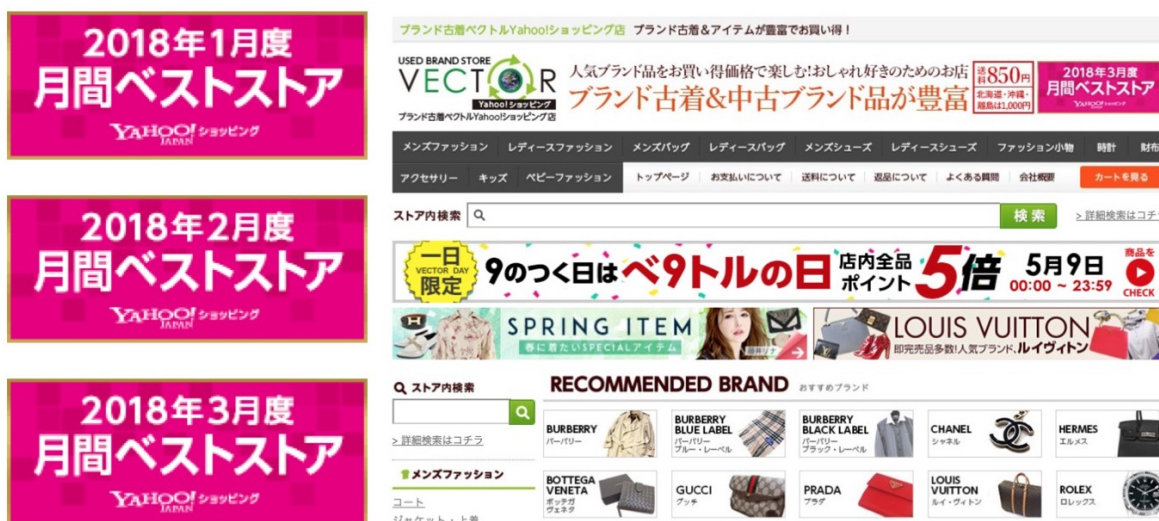 2018年1月度
月間ベストストア
YAHOO! JAPAN ショッピング
2018年2月度
月間ベストストア
YAHOO! JAPAN ショッピング
2018年3月度
月間ベストストア
YAHOO! JAPAN ショッピング
ブランド古着ベクトルYahoo!ショッピング店 ブランド古着&アイテムが豊富でお買い得!
USED BRAND STORE
VECTOR
Yahoo!ショッピング
ブランド古着ベクトルYahoo!ショッピング店
人気ブランド品をお買い得価格で楽しむ!おしゃれ好きのためのお店
ブランド古着&中古ブランド品が豊富
送料850円
北海道・沖縄・
離島は1,000円
2018年3月度
月間ベストストア
メンズファッション レディースファッション メンズバッグ レディースバッグ メンズシューズ レディースシューズ ファッション小物 時計 財布
アクセサリー キッズ ベビーファッション トップページ お支払いについて 送料について 返品について よくある質問 会社概要 カートを見る
ストア内検索 検索 > 詳細検索はコチ
一日
VECTOR DAY
限定
9のつく日はベ9トルの日
店内全品
ポイント
5倍
5月9日
00:00 ~ 23:59
商品を
CHECK
SPRING ITEM
春に着たいSPECIALアイテム
LOUIS VUITTON
即完売品多数!人気ブランド、ルイヴィトン
ストア内検索
> 詳細検索はコチラ
メンズファッション
コート
ジャケット・上着
RECOMMENDED BRAND おすすめブランド
BURBERRY
バーバリー
BURBERRY
BLUE LABEL
バーバリー
ブルー・レーベル
BURBERRY
BLACK LABEL
バーバリー
ブラック・レーベル
CHANEL
シャネル
HERMES
エルメス
BOTTEGA
VENETA
ボッテガ
ヴェネタ
GUCCI
グッチ
PRADA
プラダ
LOUIS
VUITTON
ルイ・ヴィトン
ROLEX
ロレックス